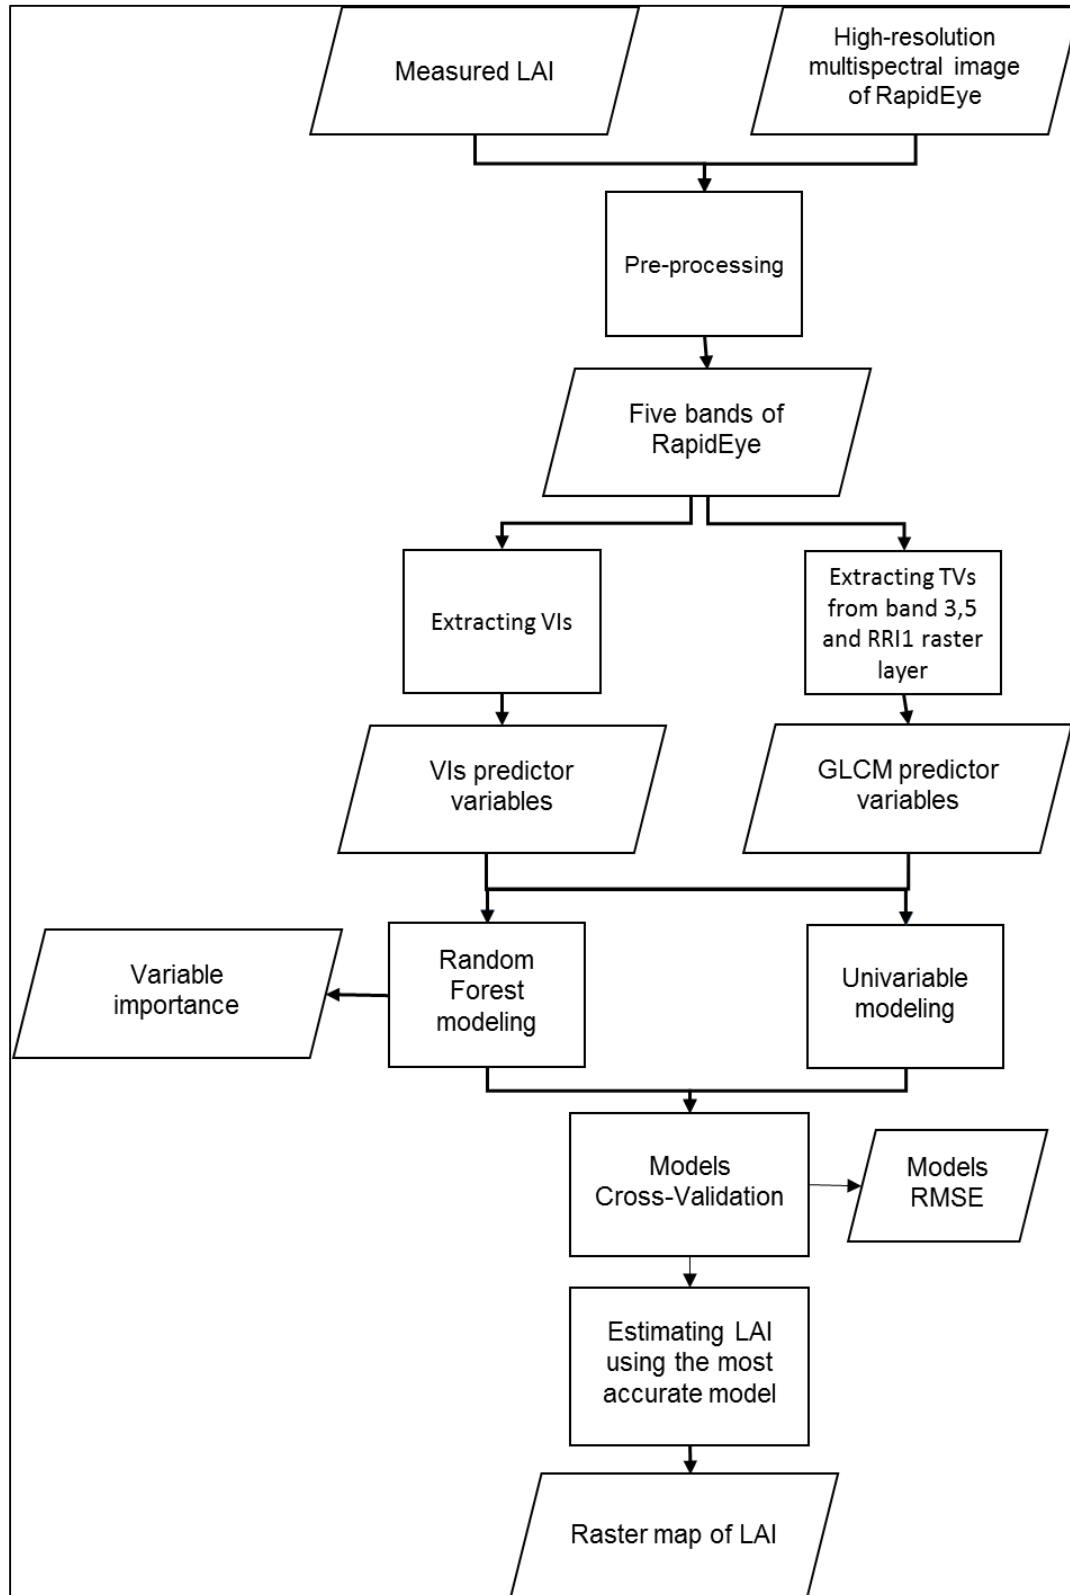 Measured LAI
High-resolution
multispectral image
of RapidEye
Pre-processing
Five bands of
RapidEye
Extracting VIs
Extracting TVs
from band 3,5
and RRI1 raster
layer
VIs predictor
variables
GLCM predictor
variables
Variable
importance
Random
Forest
modeling
Univariable
modeling
Models
Cross-Validation
Models
RMSE
Estimating LAI
using the most
accurate model
Raster map of LAI